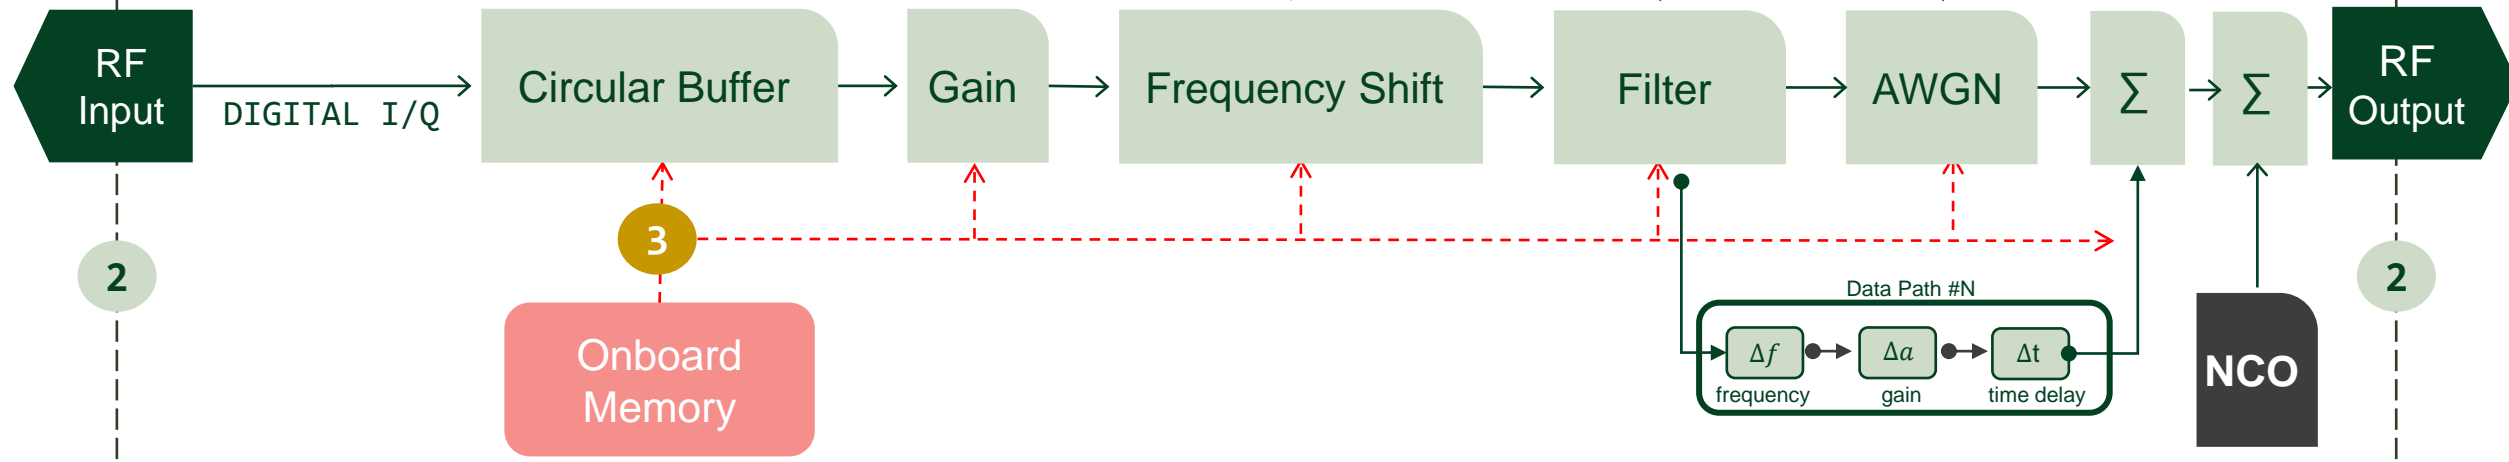 RF
Input
DIGITAL I/Q
Circular Buffer
Gain
Frequency Shift
Filter
AWGN
∑
∑
RF
Output
2
3
2
Onboard
Memory
Data Path #N
Δf
Δa
Δt
frequency
gain
time delay
NCO